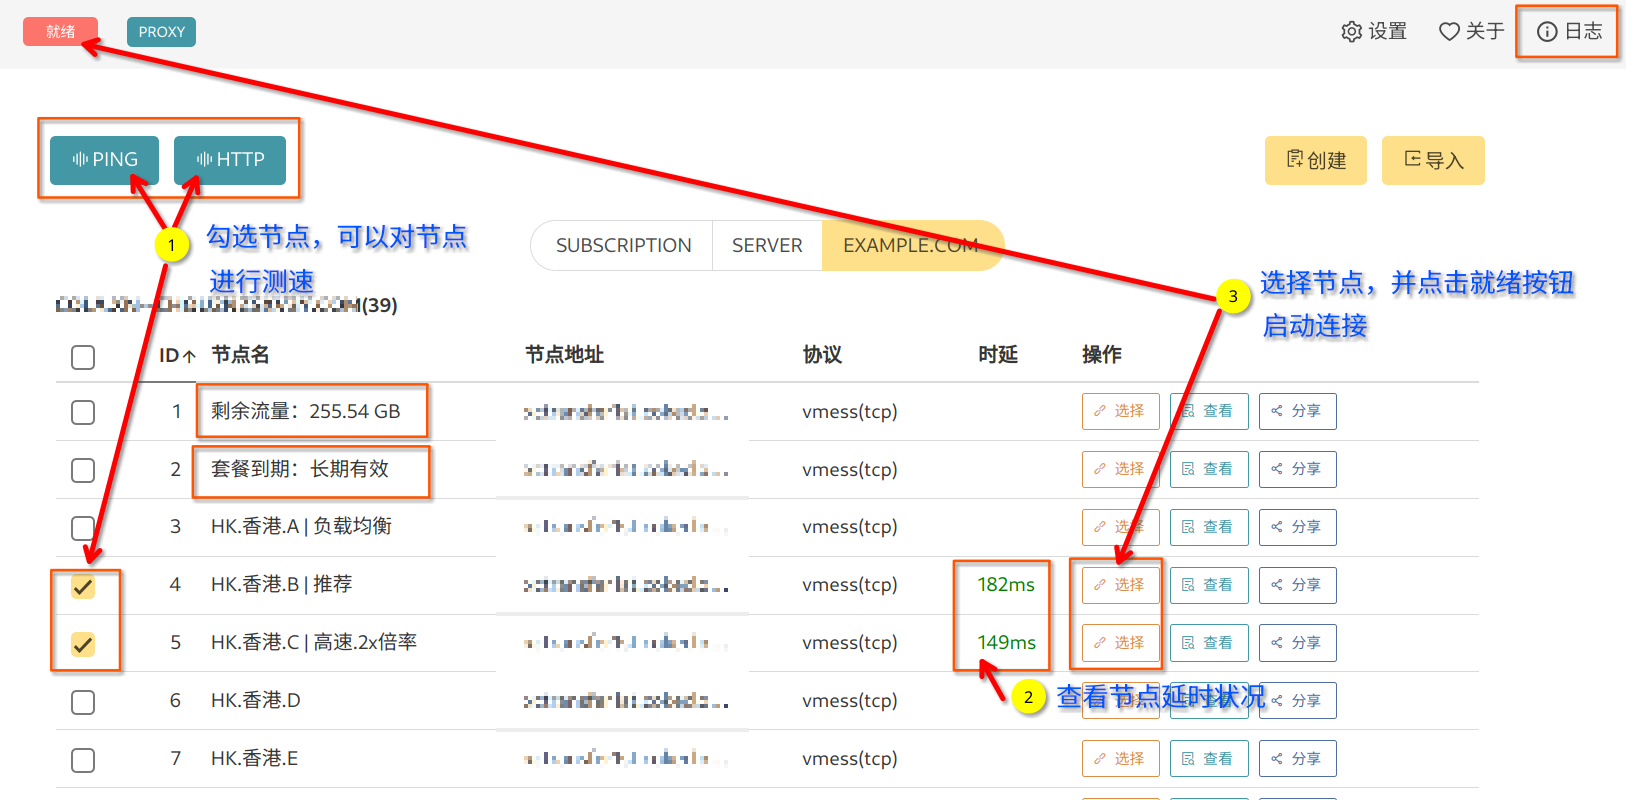 就绪
PROXY
设置
关于
日志
PING
HTTP
创建
导入
1
勾选节点，可以对节点
进行测速
SUBSCRIPTION
SERVER
EXAMPLE.COM
3
选择节点，并点击就绪按钮
启动连接
(39)
ID 节点名 节点地址 协议 时延 操作
1 剩余流量：255.54 GB vmess(tcp) 选择 查看 分享
2 套餐到期：长期有效 vmess(tcp) 选择 查看 分享
3 HK.香港.A | 负载均衡 vmess(tcp) 选择 查看 分享
4 HK.香港.B | 推荐 vmess(tcp) 182ms 选择 查看 分享
5 HK.香港.C | 高速.2x倍率 vmess(tcp) 149ms 选择 查看 分享
2 查看节点延时状况
6 HK.香港.D vmess(tcp) 选择 查看 分享
7 HK.香港.E vmess(tcp) 选择 查看 分享